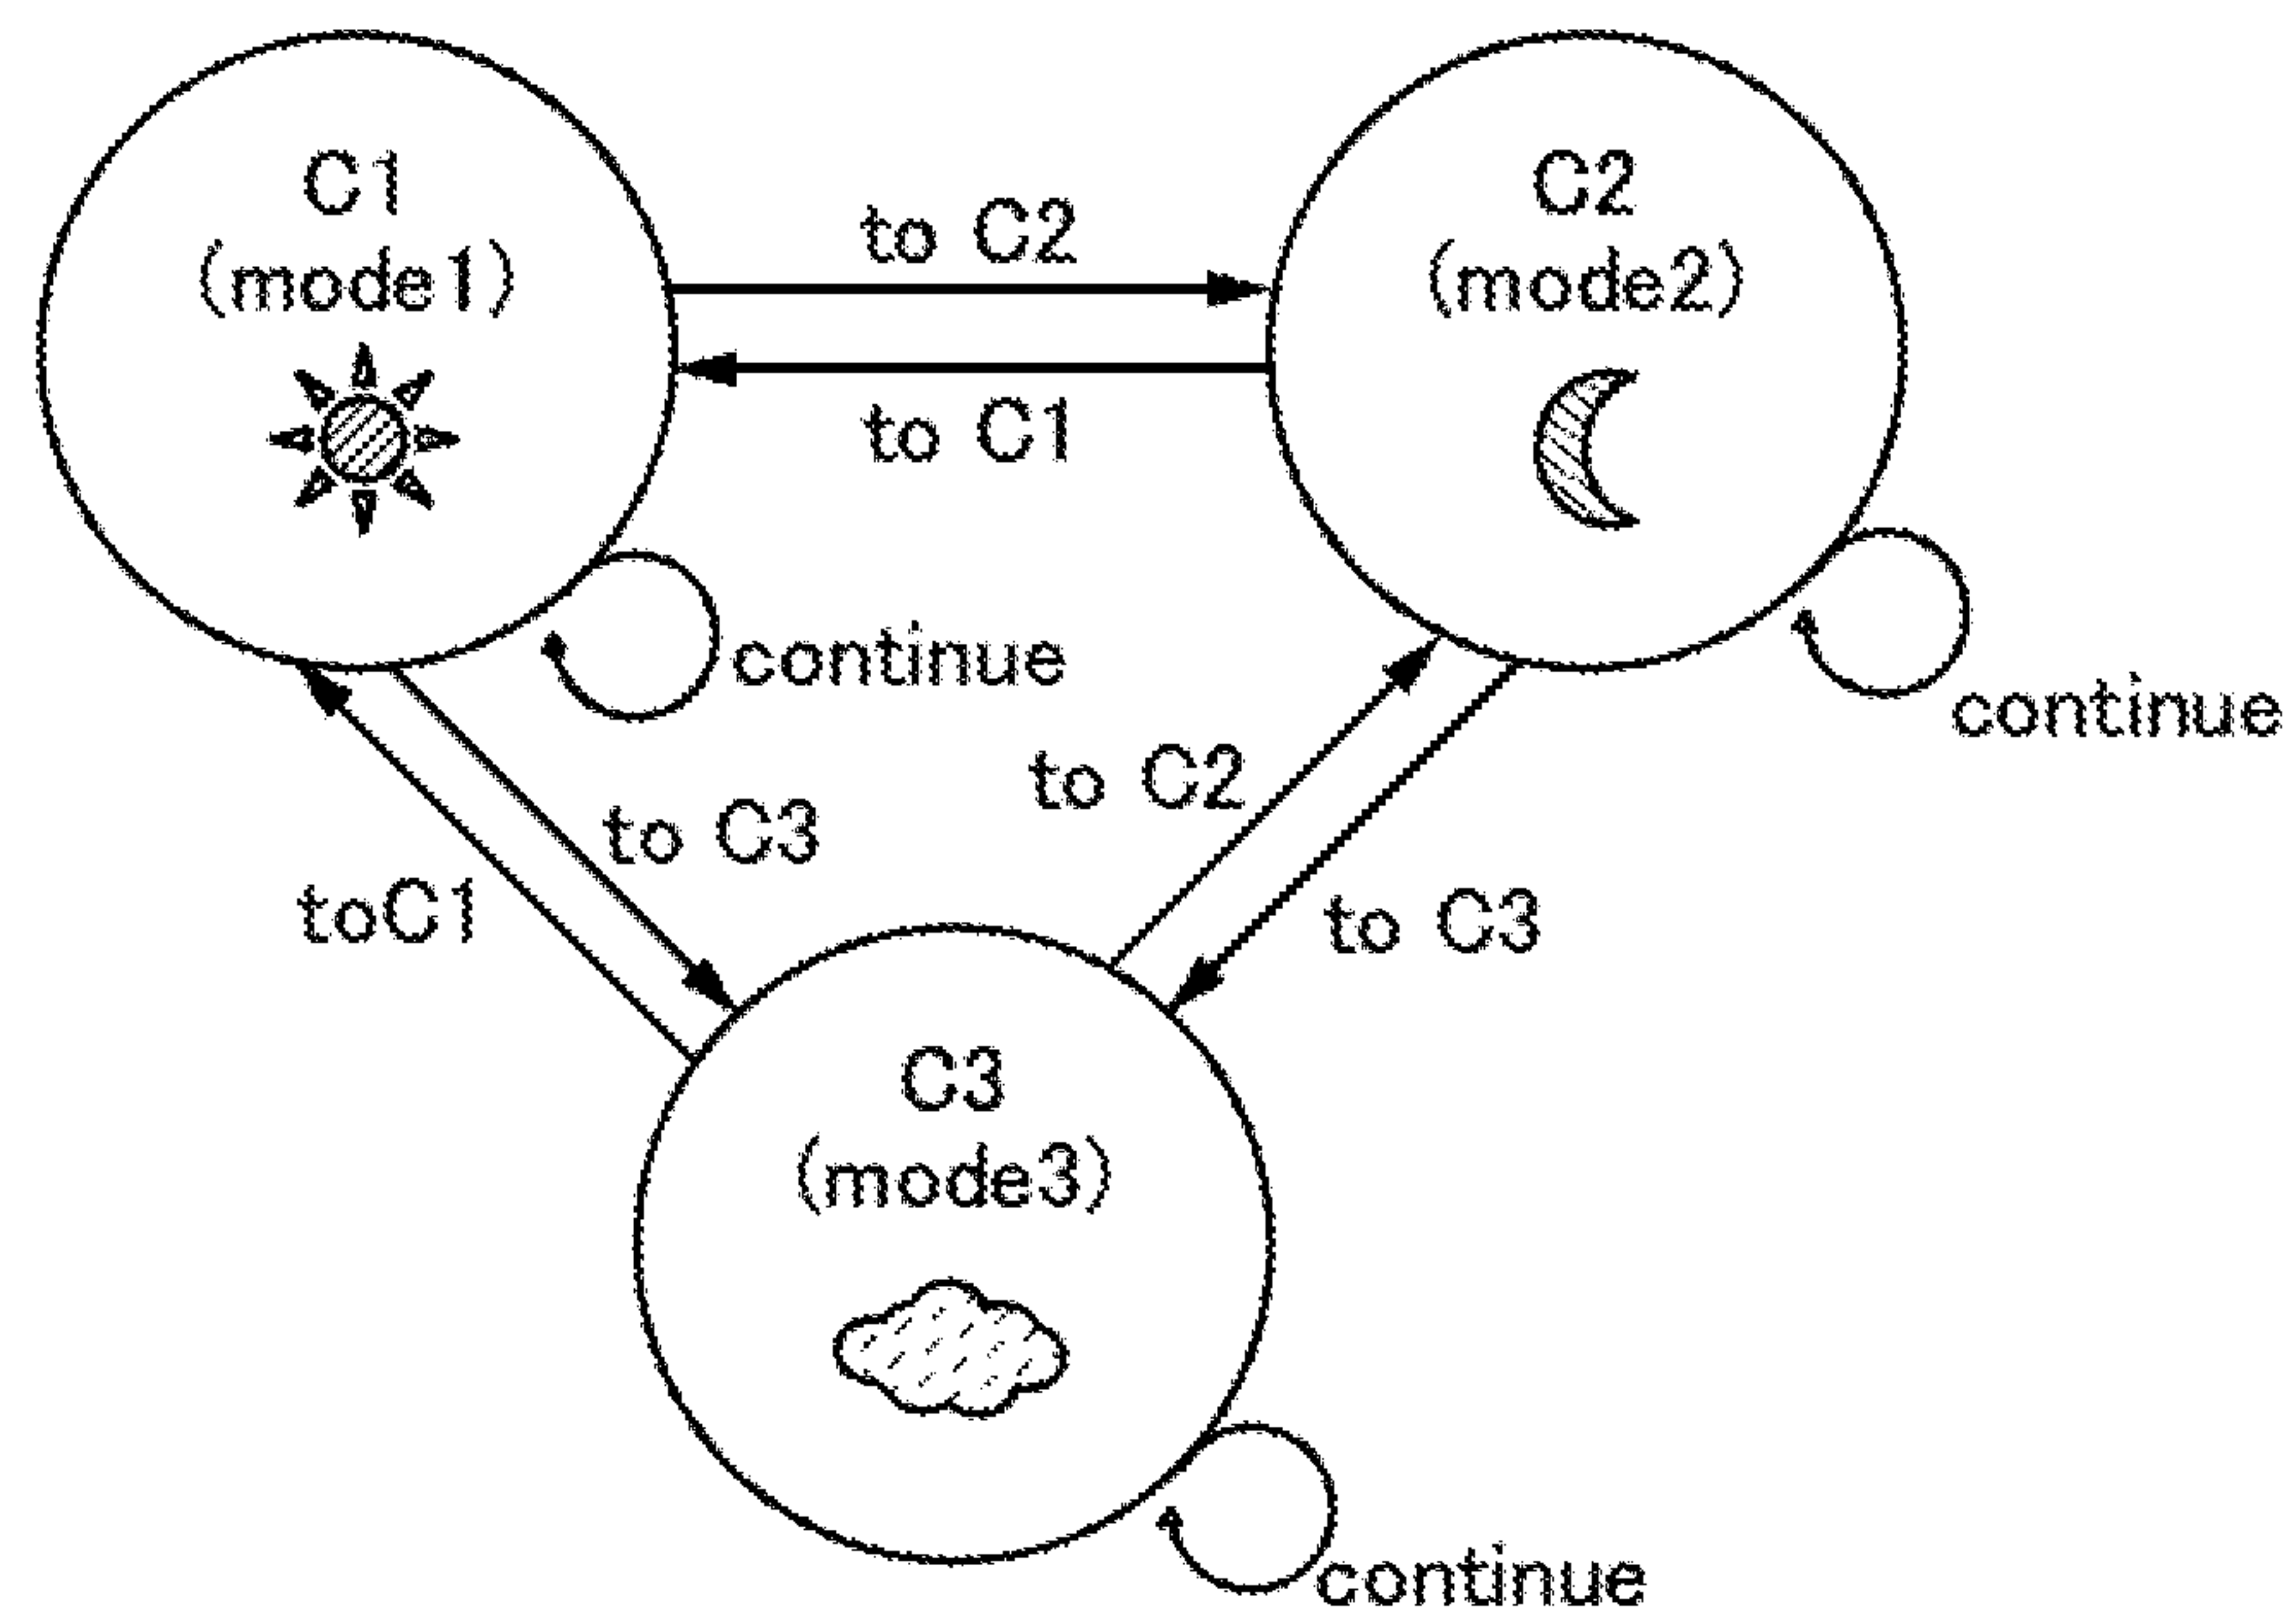 C1
(mode1)
to C2
to C1
C2
(mode2)
continue
continue
to C3
toC1
to C2
to C3
C3
(mode3)
continue